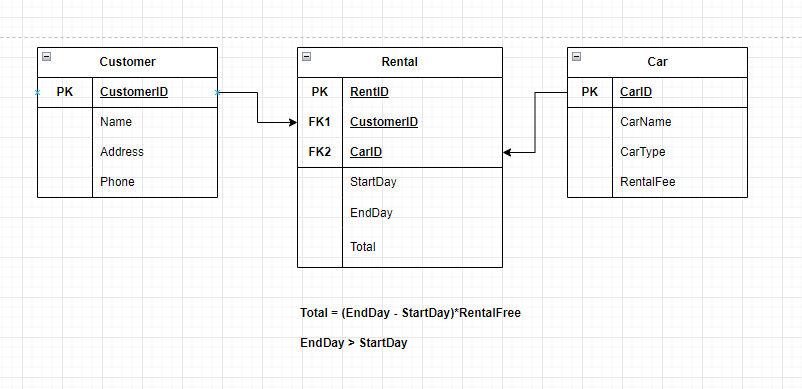 Customer
PK CustomerID
Name
Address
Phone
Rental
PK RentID
FK1 CustomerID
FK2 CarID
StartDay
EndDay
Total
Car
PK CarID
CarName
CarType
RentalFee
Total = (EndDay - StartDay)*RentalFree
EndDay > StartDay